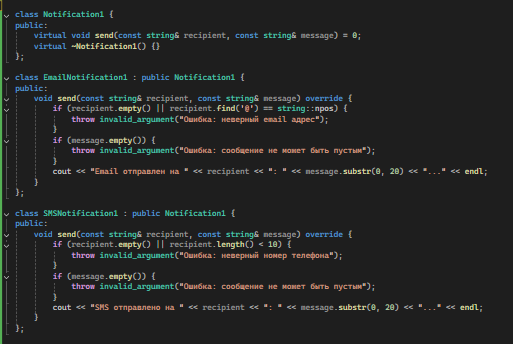 class Notification1 {
public:
    virtual void send(const string& recipient, const string& message) = 0;
    virtual ~Notification1() {}
};
class EmailNotification1 : public Notification1 {
public:
    void send(const string& recipient, const string& message) override {
        if (recipient.empty() || recipient.find('@') == string::npos) {
            throw invalid_argument("Ошибка: неверный email адрес");
        }
        if (message.empty()) {
            throw invalid_argument("Ошибка: сообщение не может быть пустым");
        }
        cout << "Email отправлен на " << recipient << ": " << message.substr(0, 20) << "..." << endl;
    }
};
class SMSNotification1 : public Notification1 {
public:
    void send(const string& recipient, const string& message) override {
        if (recipient.empty() || recipient.length() < 10) {
            throw invalid_argument("Ошибка: неверный номер телефона");
        }
        if (message.empty()) {
            throw invalid_argument("Ошибка: сообщение не может быть пустым");
        }
        cout << "SMS отправлено на " << recipient << ": " << message.substr(0, 20) << "..." << endl;
    }
};